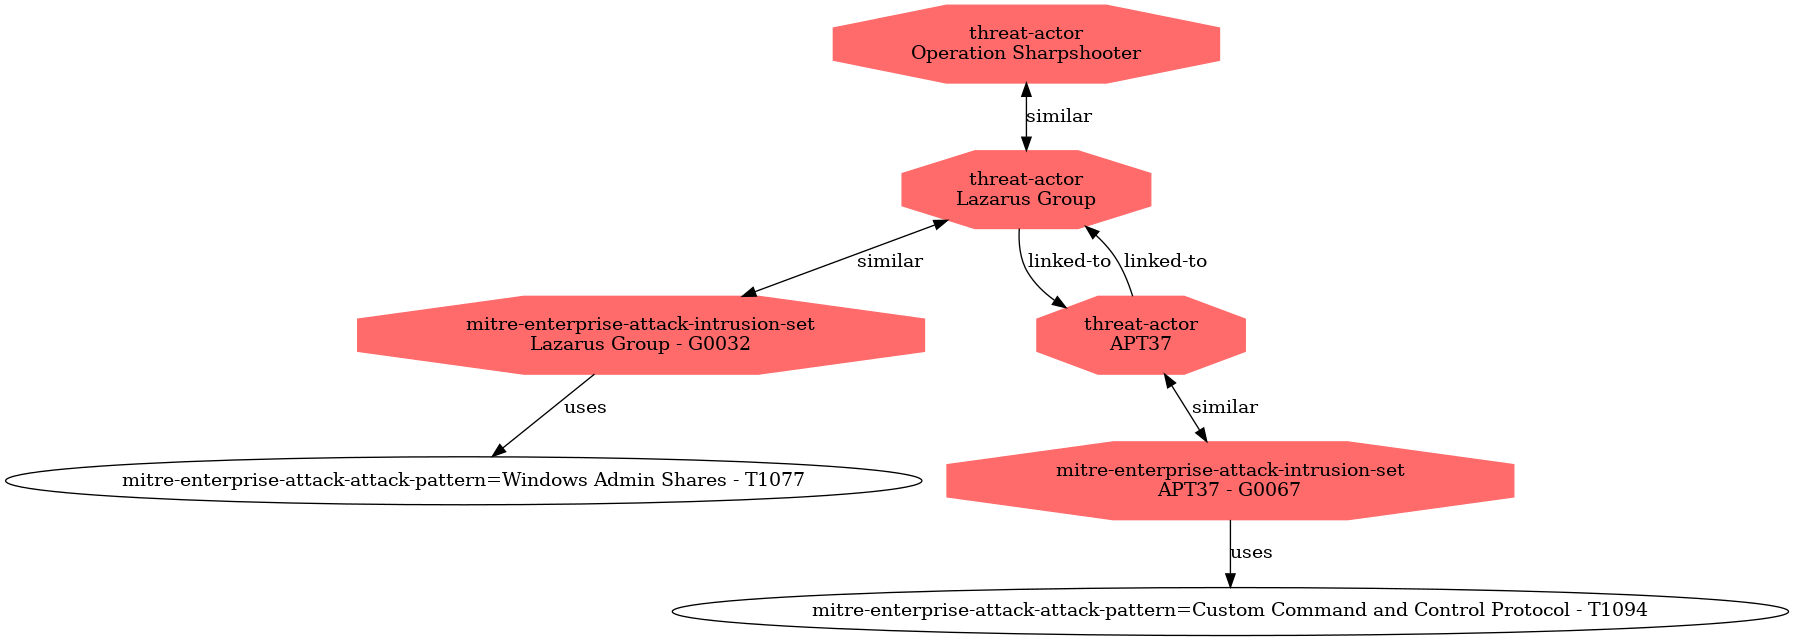 threat-actor
Operation Sharpshooter
similar
threat-actor
Lazarus Group
similar
linked-to
linked-to
mitre-enterprise-attack-intrusion-set
Lazarus Group - G0032
threat-actor
APT37
uses
similar
mitre-enterprise-attack-attack-pattern=Windows Admin Shares - T1077
mitre-enterprise-attack-intrusion-set
APT37 - G0067
uses
mitre-enterprise-attack-attack-pattern=Custom Command and Control Protocol - T1094